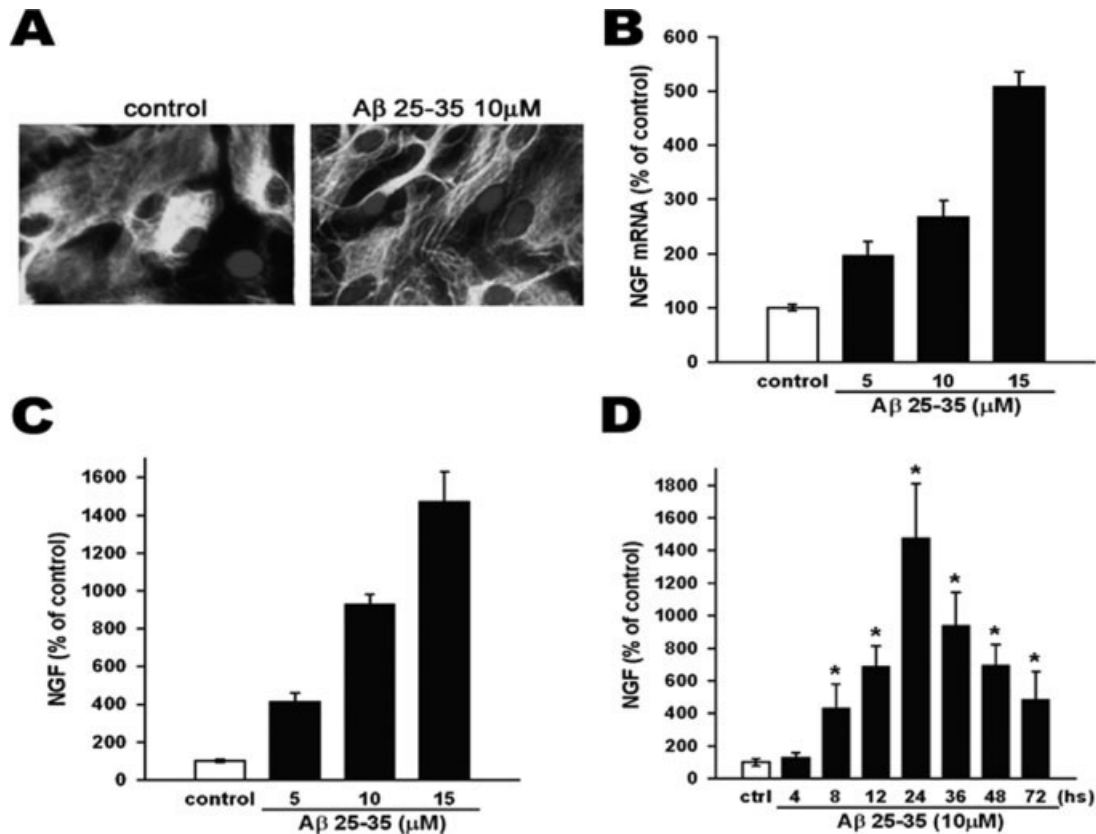 A
control
Aβ 25-35 10μM
B
NGF mRNA (% of control)
600
500
400
300
200
100
0
control 5 10 15
Aβ 25-35 (μM)
C
NGF (% of control)
1600
1400
1200
1000
800
600
400
200
0
control 5 10 15
Aβ 25-35 (μM)
D
NGF (% of control)
1800
1600
1400
1200
1000
800
600
400
200
0
* * * * * *
ctrl 4 8 12 24 36 48 72 (hs)
Aβ 25-35 (10μM)